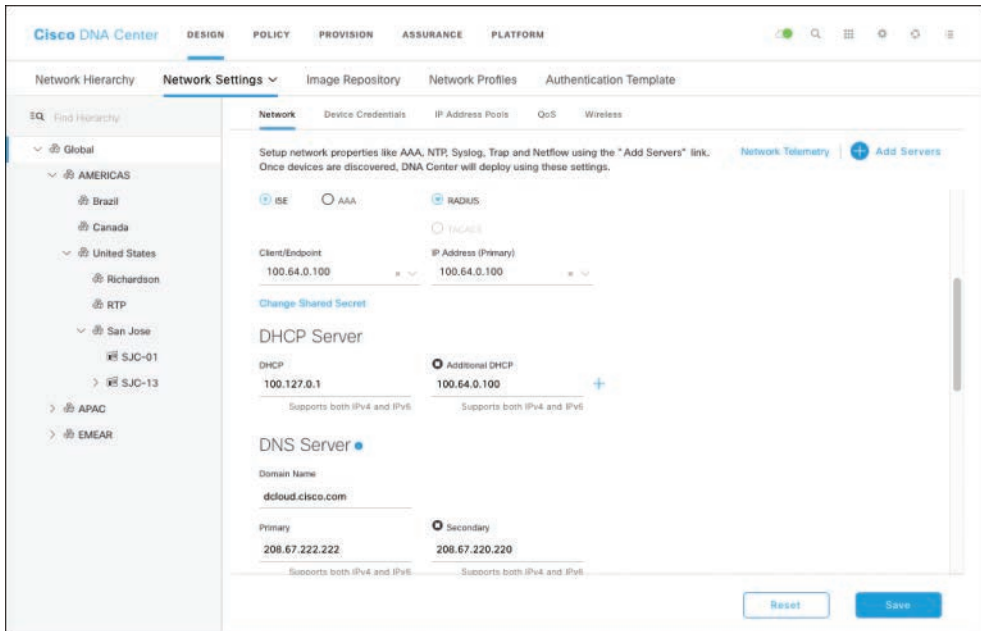 Cisco DNA Center DESIGN POLICY PROVISION ASSURANCE PLATFORM
Network Hierarchy Network Settings Image Repository Network Profiles Authentication Template
Find Hierarchy
Network Device Credentials IP Address Pools QoS Wireless
Global
AMERICAS
Brazil
Canada
United States
Richardson
RTP
San Jose
SJC-01
SJC-13
APAC
EMEAR
Setup network properties like AAA, NTP, Syslog, Trap and Netflow using the "Add Servers" link.
Once devices are discovered, DNA Center will deploy using these settings.
Network Telemetry Add Servers
ISE AAA RADIUS
TACACS
Client/Endpoint IP Address (Primary)
100.64.0.100 100.64.0.100
Change Shared Secret
DHCP Server
DHCP Additional DHCP
100.127.0.1 100.64.0.100
Supports both IPv4 and IPv6 Supports both IPv4 and IPv6
DNS Server
Domain Name
dcloud.cisco.com
Primary Secondary
208.67.222.222 208.67.220.220
Supports both IPv4 and IPv6 Supports both IPv4 and IPv6
Reset Save